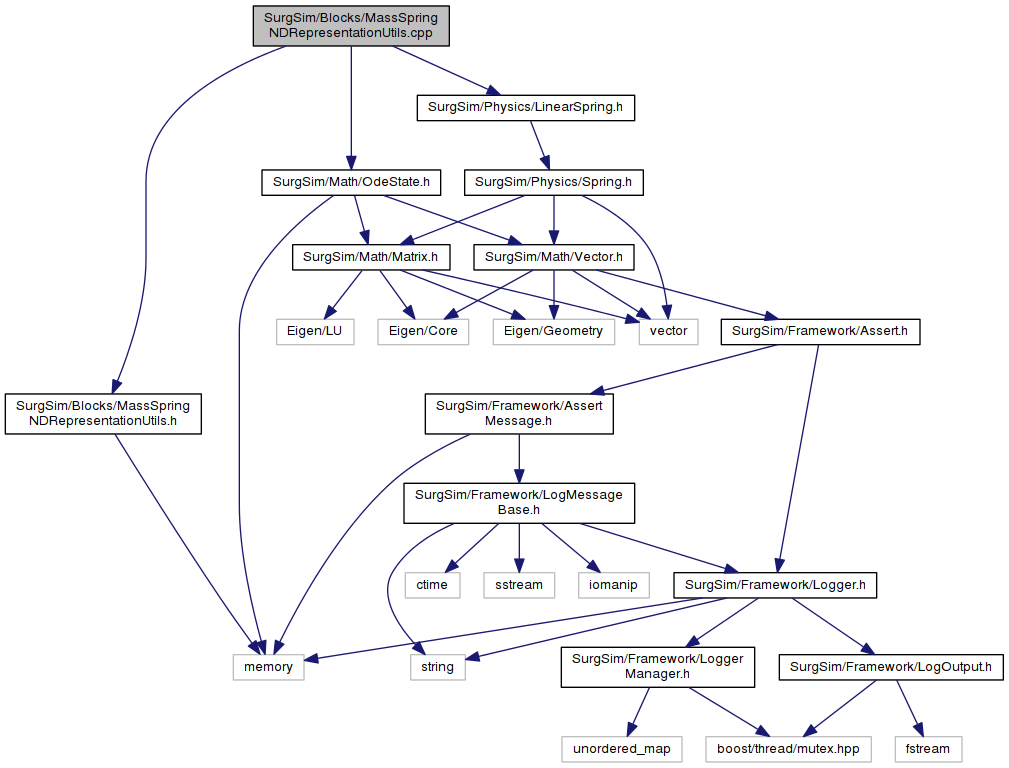 SurgSim/Blocks/MassSpring
NDRepresentationUtils.cpp
SurgSim/Physics/LinearSpring.h
SurgSim/Math/OdeState.h
SurgSim/Physics/Spring.h
SurgSim/Math/Matrix.h
SurgSim/Math/Vector.h
Eigen/LU
Eigen/Core
Eigen/Geometry
vector
SurgSim/Framework/Assert.h
SurgSim/Blocks/MassSpring
NDRepresentationUtils.h
SurgSim/Framework/Assert
Message.h
SurgSim/Framework/LogMessage
Base.h
ctime
sstream
iomanip
SurgSim/Framework/Logger.h
memory
string
SurgSim/Framework/Logger
Manager.h
SurgSim/Framework/LogOutput.h
unordered_map
boost/thread/mutex.hpp
fstream